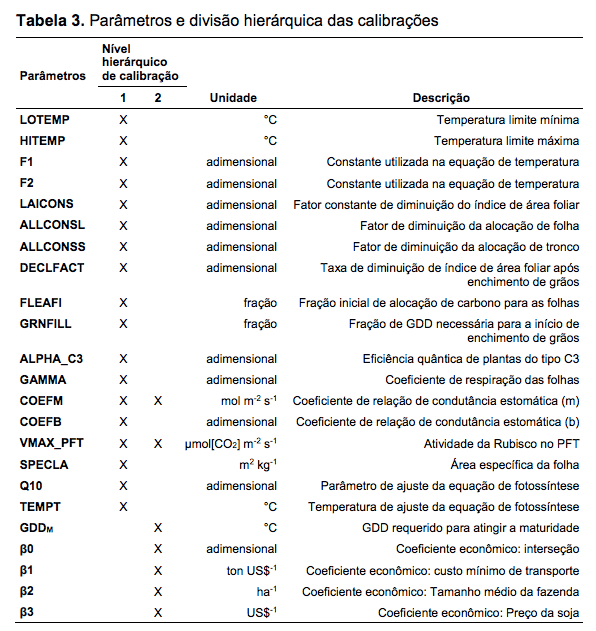 Tabela 3. Parâmetros e divisão hierárquica das calibrações
Parâmetros Nível hierárquico de calibração Unidade Descrição
1 2
LOTEMP X °C Temperatura limite mínima
HITEMP X °C Temperatura limite máxima
F1 X adimensional Constante utilizada na equação de temperatura
F2 X adimensional Constante utilizada na equação de temperatura
LAICONS X adimensional Fator constante de diminuição do índice de área foliar
ALLCONSL X adimensional Fator de diminuição da alocação de folha
ALLCONSS X adimensional Fator de diminuição da alocação de tronco
DECLFACT X adimensional Taxa de diminuição de índice de área foliar após
enchimento de grãos
FLEAFI X fração Fração inicial de alocação de carbono para as folhas
GRNFILL X fração Fração de GDD necessária para a início de
enchimento de grãos
ALPHA_C3 X adimensional Eficiência quântica de plantas do tipo C3
GAMMA X adimensional Coeficiente de respiração das folhas
COEFM X X mol m⁻² s⁻¹ Coeficiente de relação de condutância estomática (m)
COEFB X adimensional Coeficiente de relação de condutância estomática (b)
VMAX_PFT X X µmol[CO₂] m⁻² s⁻¹ Atividade da Rubisco no PFT
SPECLA X m² kg⁻¹ Área específica da folha
Q10 X adimensional Parâmetro de ajuste da equação de fotossíntese
TEMPT X °C Temperatura de ajuste da equação de fotossíntese
GDDM X °C GDD requerido para atingir a maturidade
β0 X adimensional Coeficiente econômico: interseção
β1 X ton US$⁻¹ Coeficiente econômico: custo mínimo de transporte
β2 X ha⁻¹ Coeficiente econômico: Tamanho médio da fazenda
β3 X US$⁻¹ Coeficiente econômico: Preço da soja